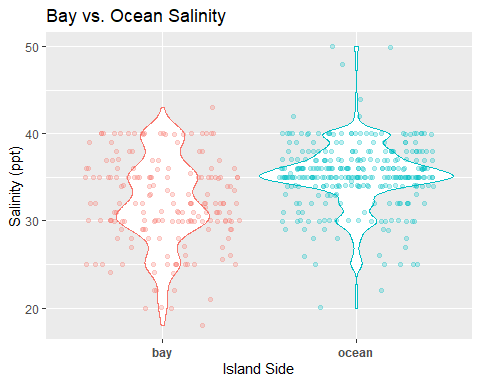 Bay vs. Ocean Salinity
50
40
30
20
Salinity (ppt)
bay
ocean
Island Side